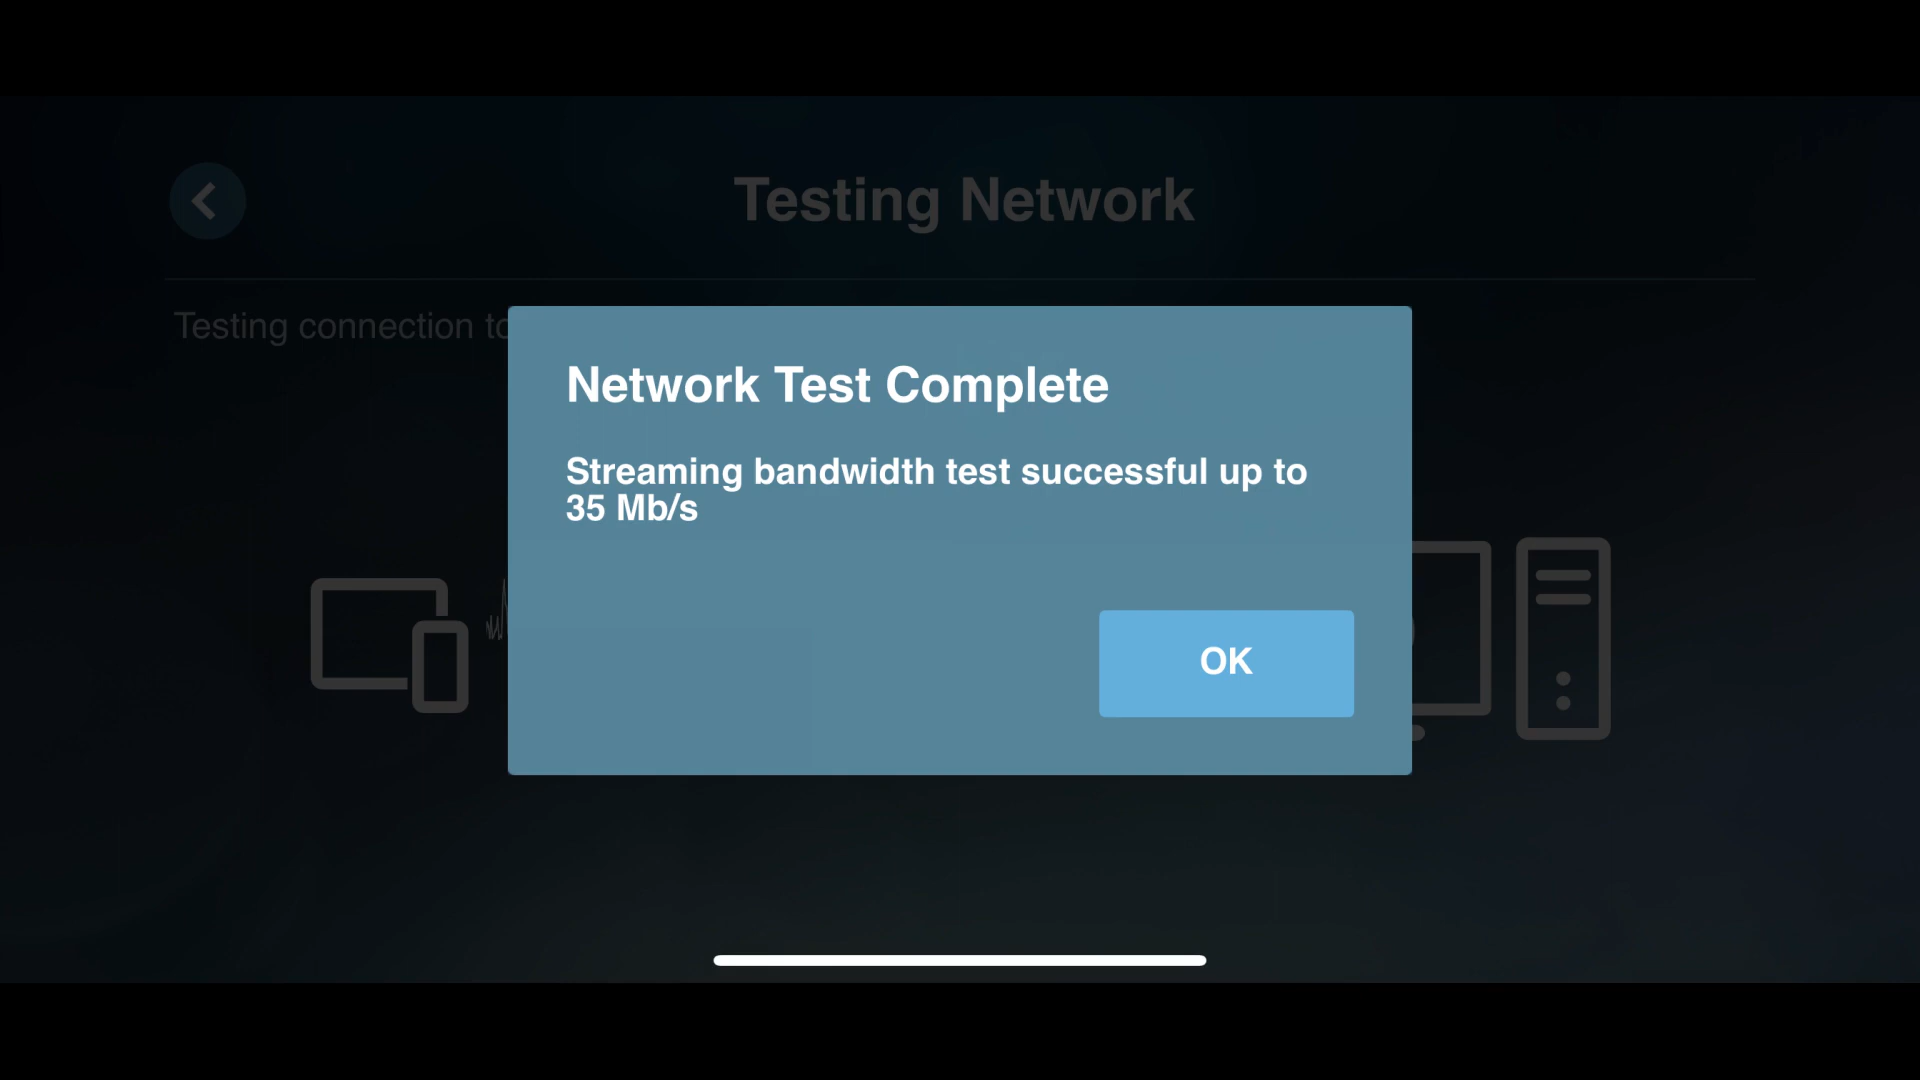 Testing Network
Testing connection to
Network Test Complete
Streaming bandwidth test successful up to
35 Mb/s
OK